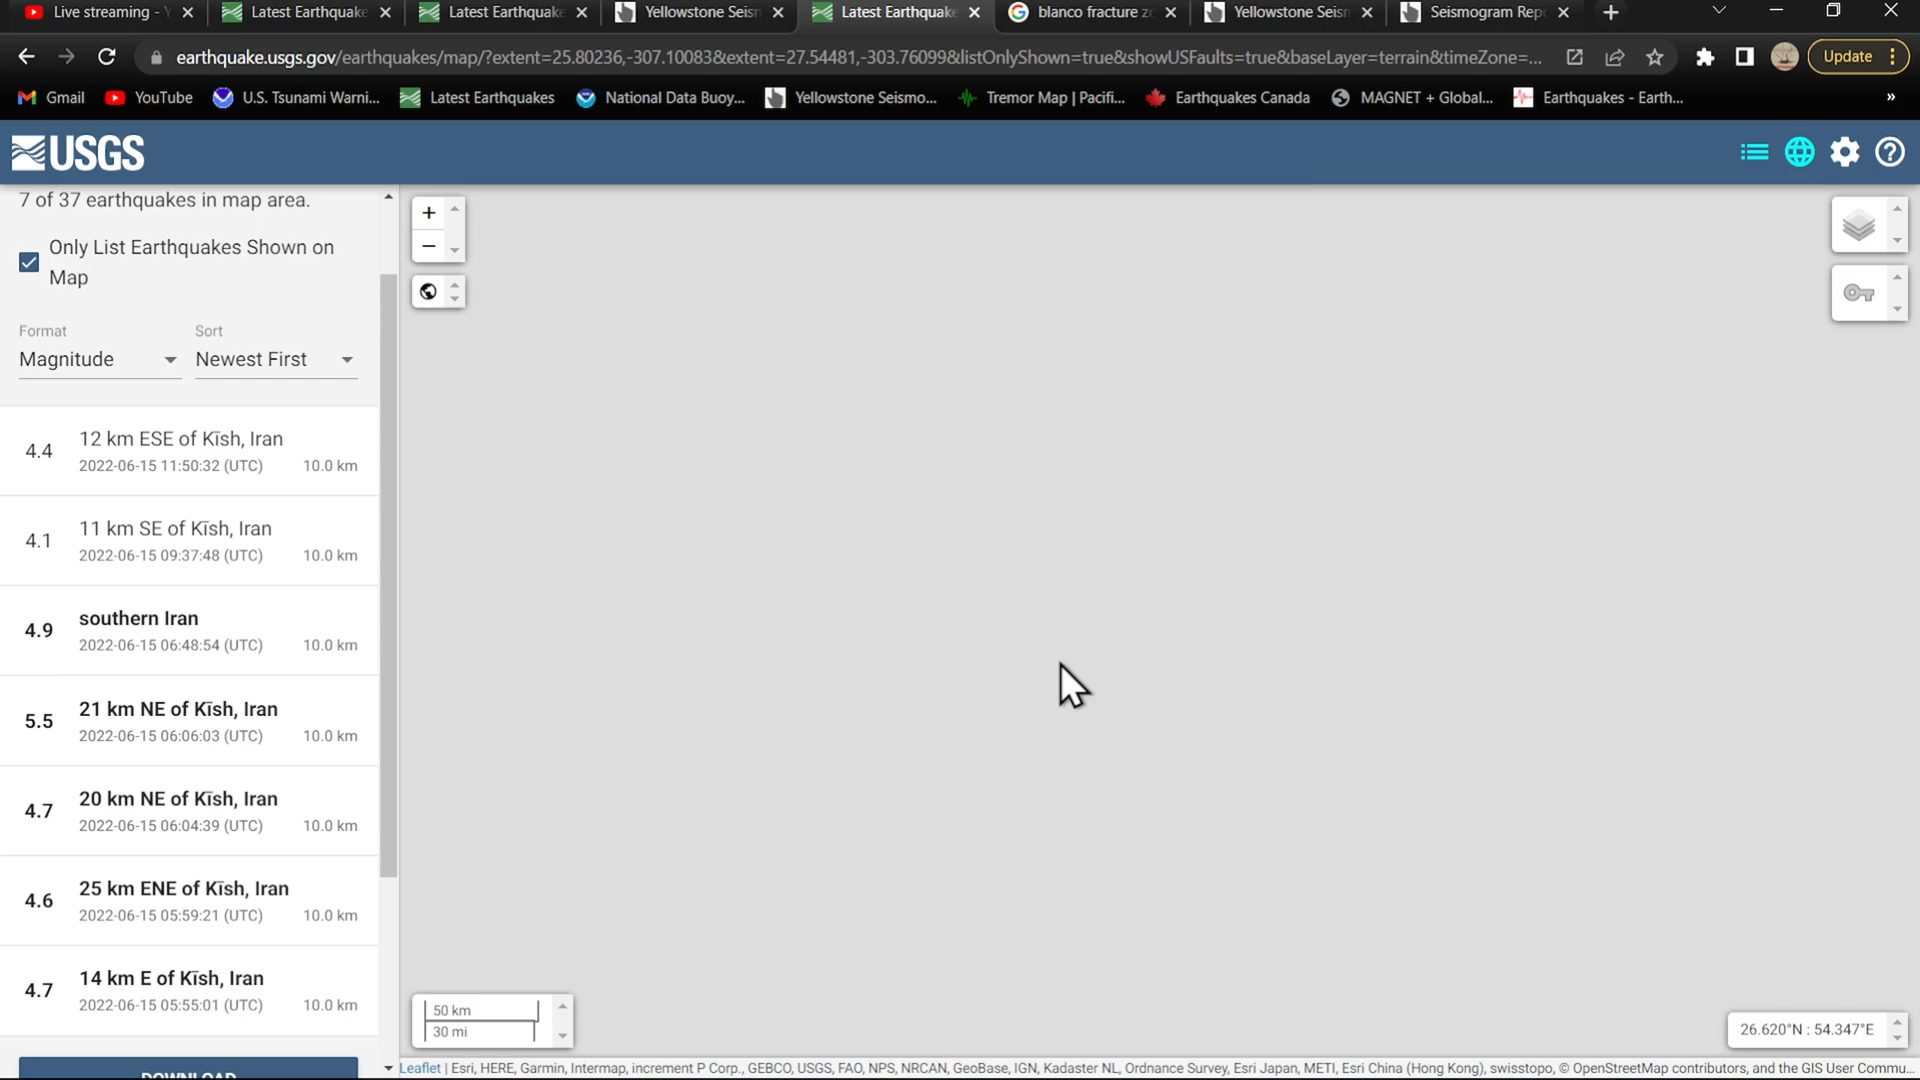 Live streaming - Y
Latest Earthquake
Latest Earthquake
Yellowstone Seism
Latest Earthquake
blanco fracture zo
Yellowstone Seism
Seismogram Repo
earthquake.usgs.gov/earthquakes/map/?extent=25.80236,-307.10083&extent=27.54481,-303.76099&listOnlyShown=true&showUSFaults=true&baseLayer=terrain&timeZone=...
Update
Gmail
YouTube
U.S. Tsunami Warni...
Latest Earthquakes
National Data Buoy...
Yellowstone Seismo...
Tremor Map | Pacifi...
Earthquakes Canada
MAGNET + Global...
Earthquakes - Earth...
»
USGS
7 of 37 earthquakes in map area.
Only List Earthquakes Shown on
Map
Format
Sort
Magnitude
Newest First
4.4
12 km ESE of Kīsh, Iran
2022-06-15 11:50:32 (UTC) 10.0 km
4.1
11 km SE of Kīsh, Iran
2022-06-15 09:37:48 (UTC) 10.0 km
4.9
southern Iran
2022-06-15 06:48:54 (UTC) 10.0 km
5.5
21 km NE of Kīsh, Iran
2022-06-15 06:06:03 (UTC) 10.0 km
4.7
20 km NE of Kīsh, Iran
2022-06-15 06:04:39 (UTC) 10.0 km
4.6
25 km ENE of Kīsh, Iran
2022-06-15 05:59:21 (UTC) 10.0 km
4.7
14 km E of Kīsh, Iran
2022-06-15 05:55:01 (UTC) 10.0 km
DOWNLOAD
+
−
50 km
30 mi
26.620°N : 54.347°E
Leaflet | Esri, HERE, Garmin, Intermap, increment P Corp., GEBCO, USGS, FAO, NPS, NRCAN, GeoBase, IGN, Kadaster NL, Ordnance Survey, Esri Japan, METI, Esri China (Hong Kong), swisstopo, © OpenStreetMap contributors, and the GIS User Commu...